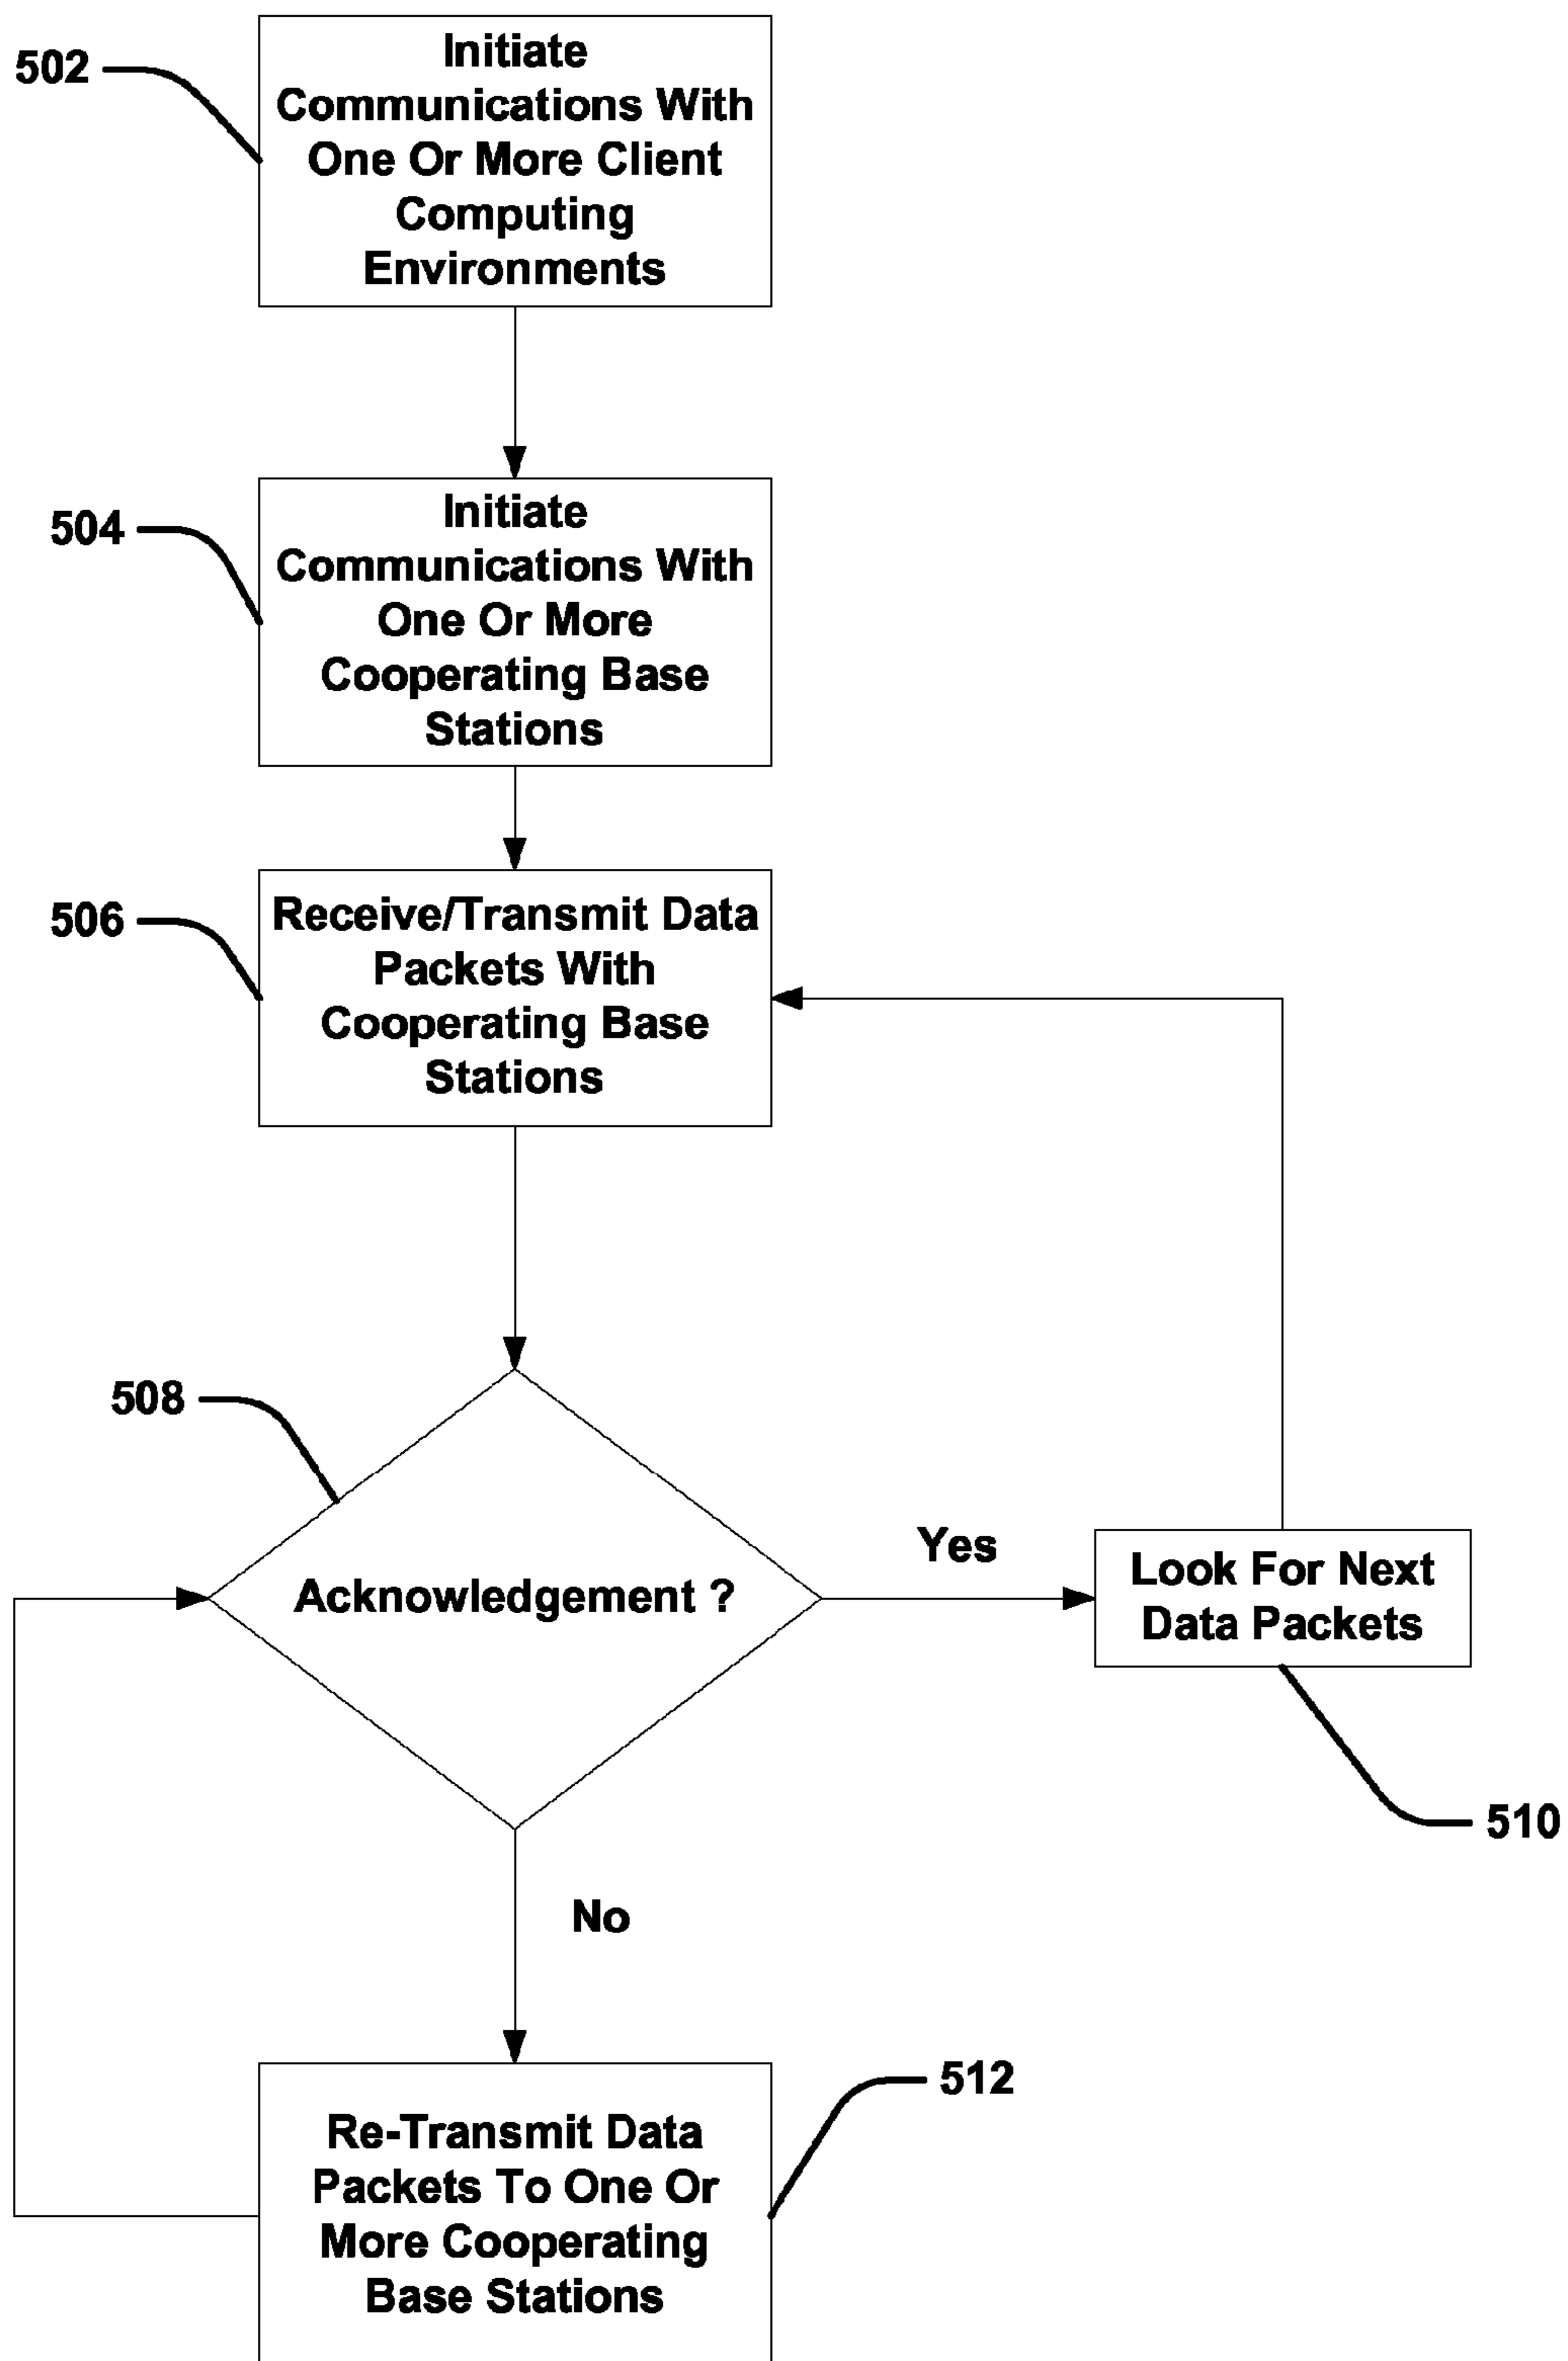 502
Initiate
Communications With
One Or More Client
Computing
Environments
504
Initiate
Communications With
One Or More
Cooperating Base
Stations
506
Receive/Transmit Data
Packets With
Cooperating Base
Stations
508
Acknowledgement ?
Yes
Look For Next
Data Packets
510
No
512
Re-Transmit Data
Packets To One Or
More Cooperating
Base Stations